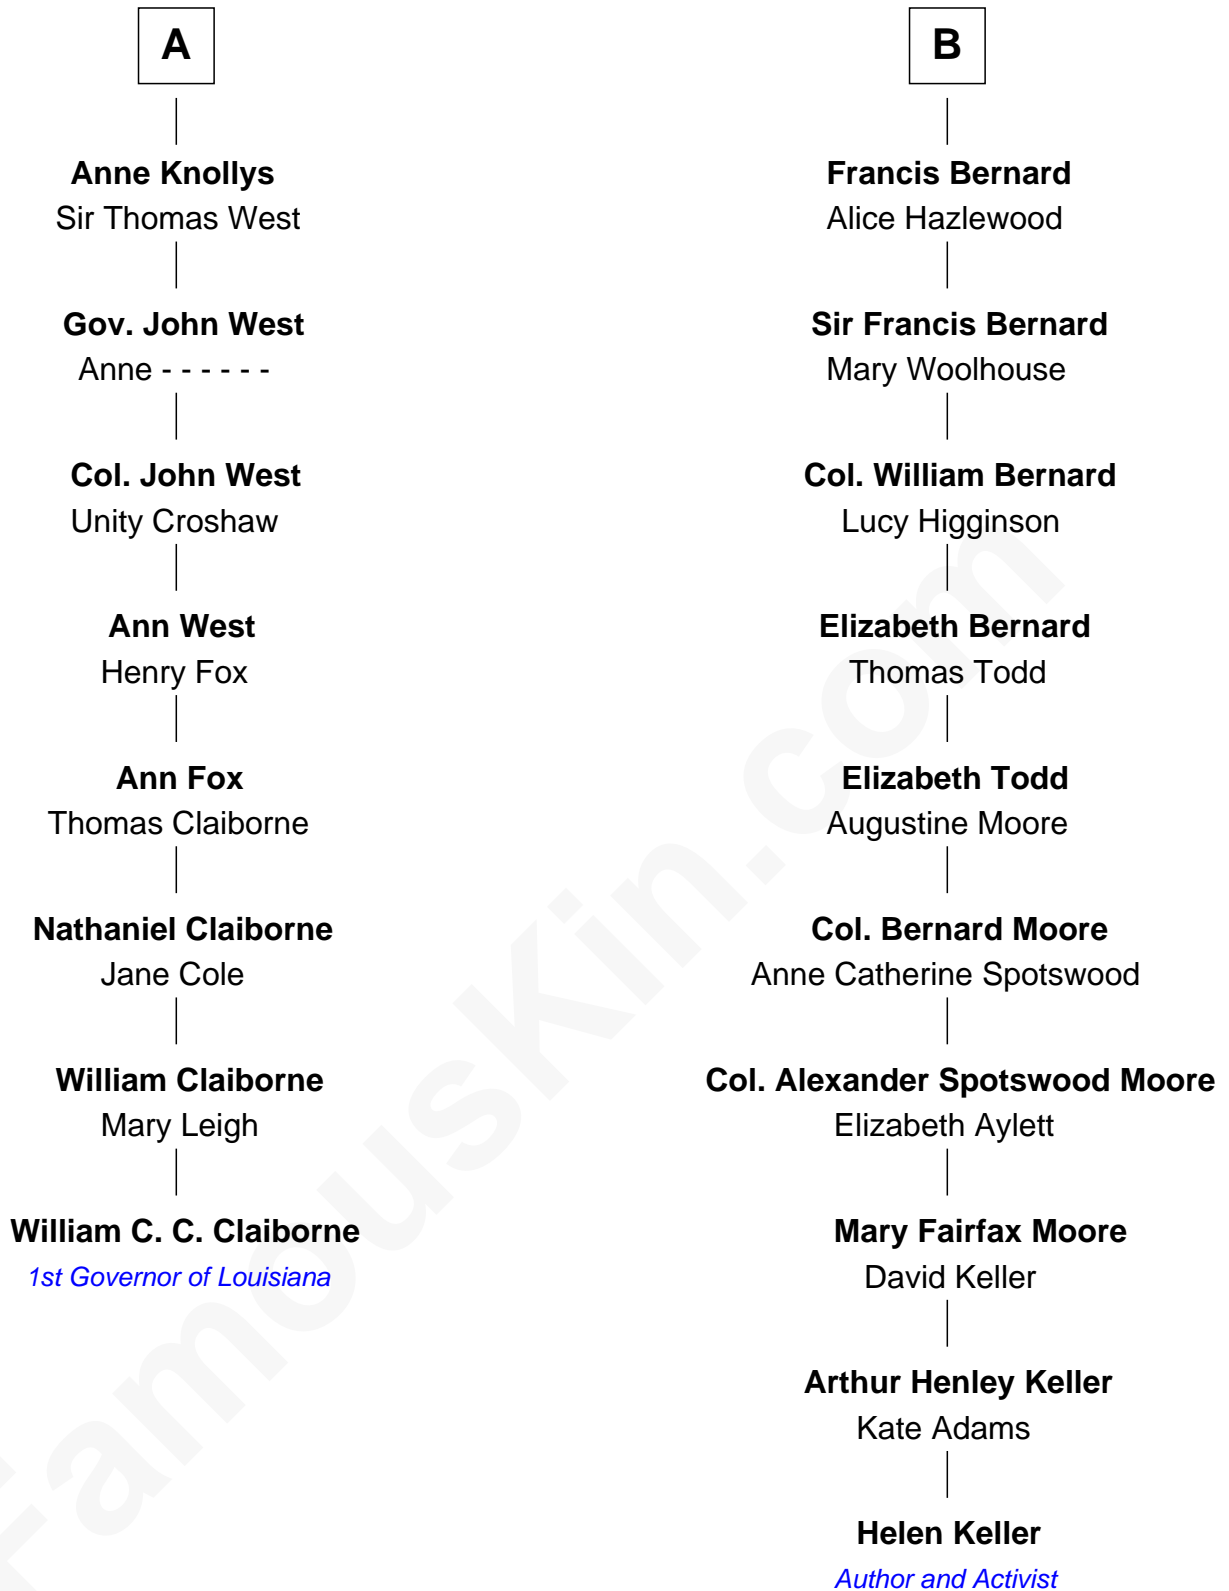 A
Anne Knollys
Sir Thomas West
Gov. John West
Anne - - - - - -
Col. John West
Unity Croshaw
Ann West
Henry Fox
Ann Fox
Thomas Claiborne
Nathaniel Claiborne
Jane Cole
William Claiborne
Mary Leigh
William C. C. Claiborne
1st Governor of Louisiana
B
Francis Bernard
Alice Hazlewood
Sir Francis Bernard
Mary Woolhouse
Col. William Bernard
Lucy Higginson
Elizabeth Bernard
Thomas Todd
Elizabeth Todd
Augustine Moore
Col. Bernard Moore
Anne Catherine Spotswood
Col. Alexander Spotswood Moore
Elizabeth Aylett
Mary Fairfax Moore
David Keller
Arthur Henley Keller
Kate Adams
Helen Keller
Author and Activist
FamousKin.com